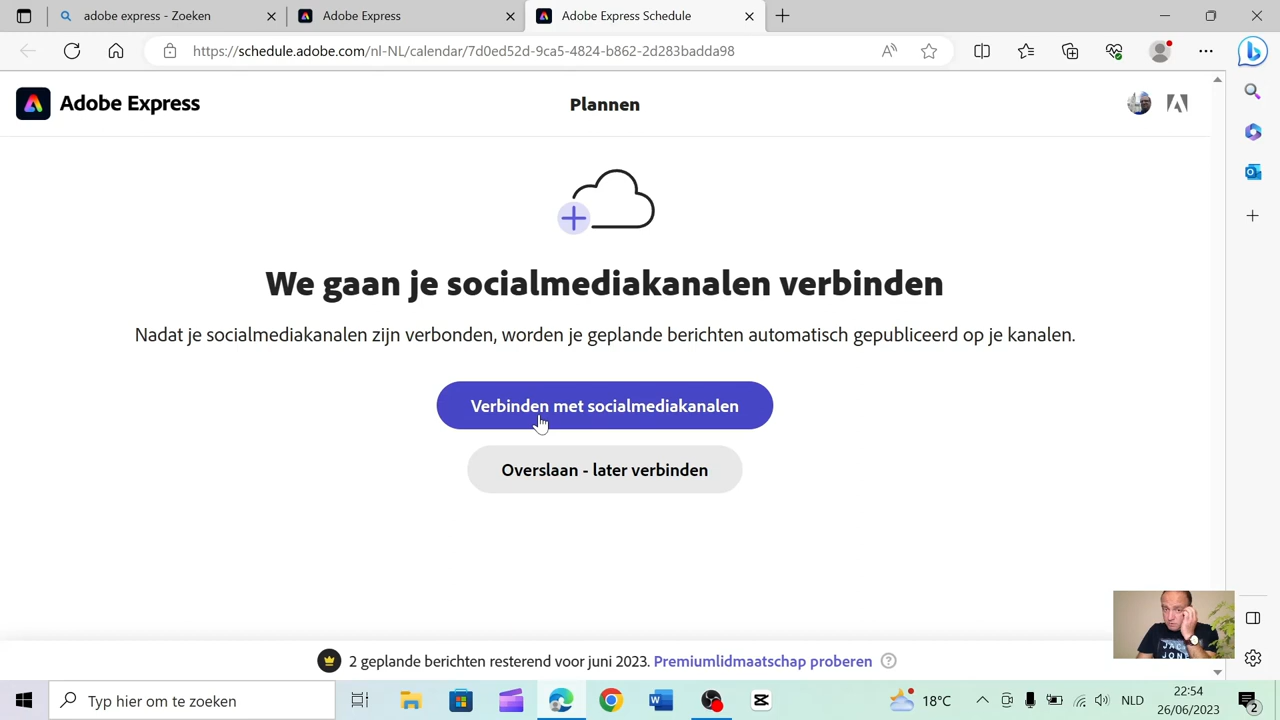 adobe express - Zoeken
Adobe Express
Adobe Express Schedule
https://schedule.adobe.com/nl-NL/calendar/7d0ed52d-9ca5-4824-b862-2d283badda98
Adobe Express
Plannen
We gaan je socialmediakanalen verbinden
Nadat je socialmediakanalen zijn verbonden, worden je geplande berichten automatisch gepubliceerd op je kanalen.
Verbinden met socialmediakanalen
Overslaan - later verbinden
2 geplande berichten resterend voor juni 2023. Premiumlidmaatschap proberen
JACK
JONES
Typ hier om te zoeken
18°C
NLD
22:54
26/06/2023
2